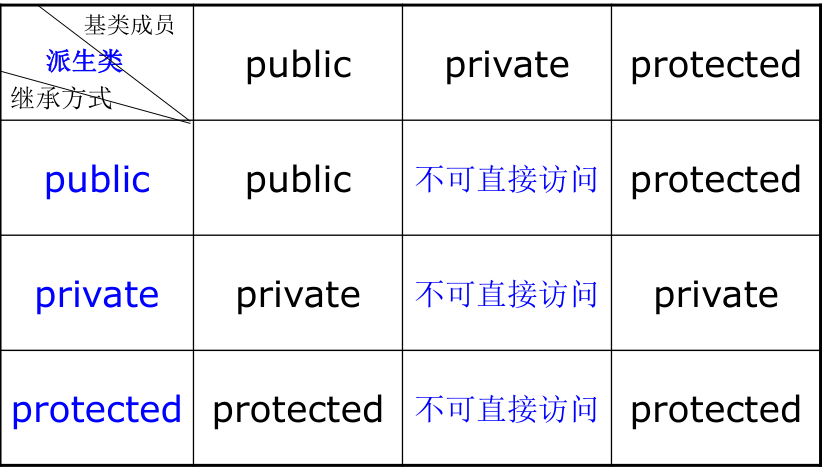 基类成员
派生类
继承方式
public private protected
public public 不可直接访问 protected
private private 不可直接访问 private
protected protected 不可直接访问 protected